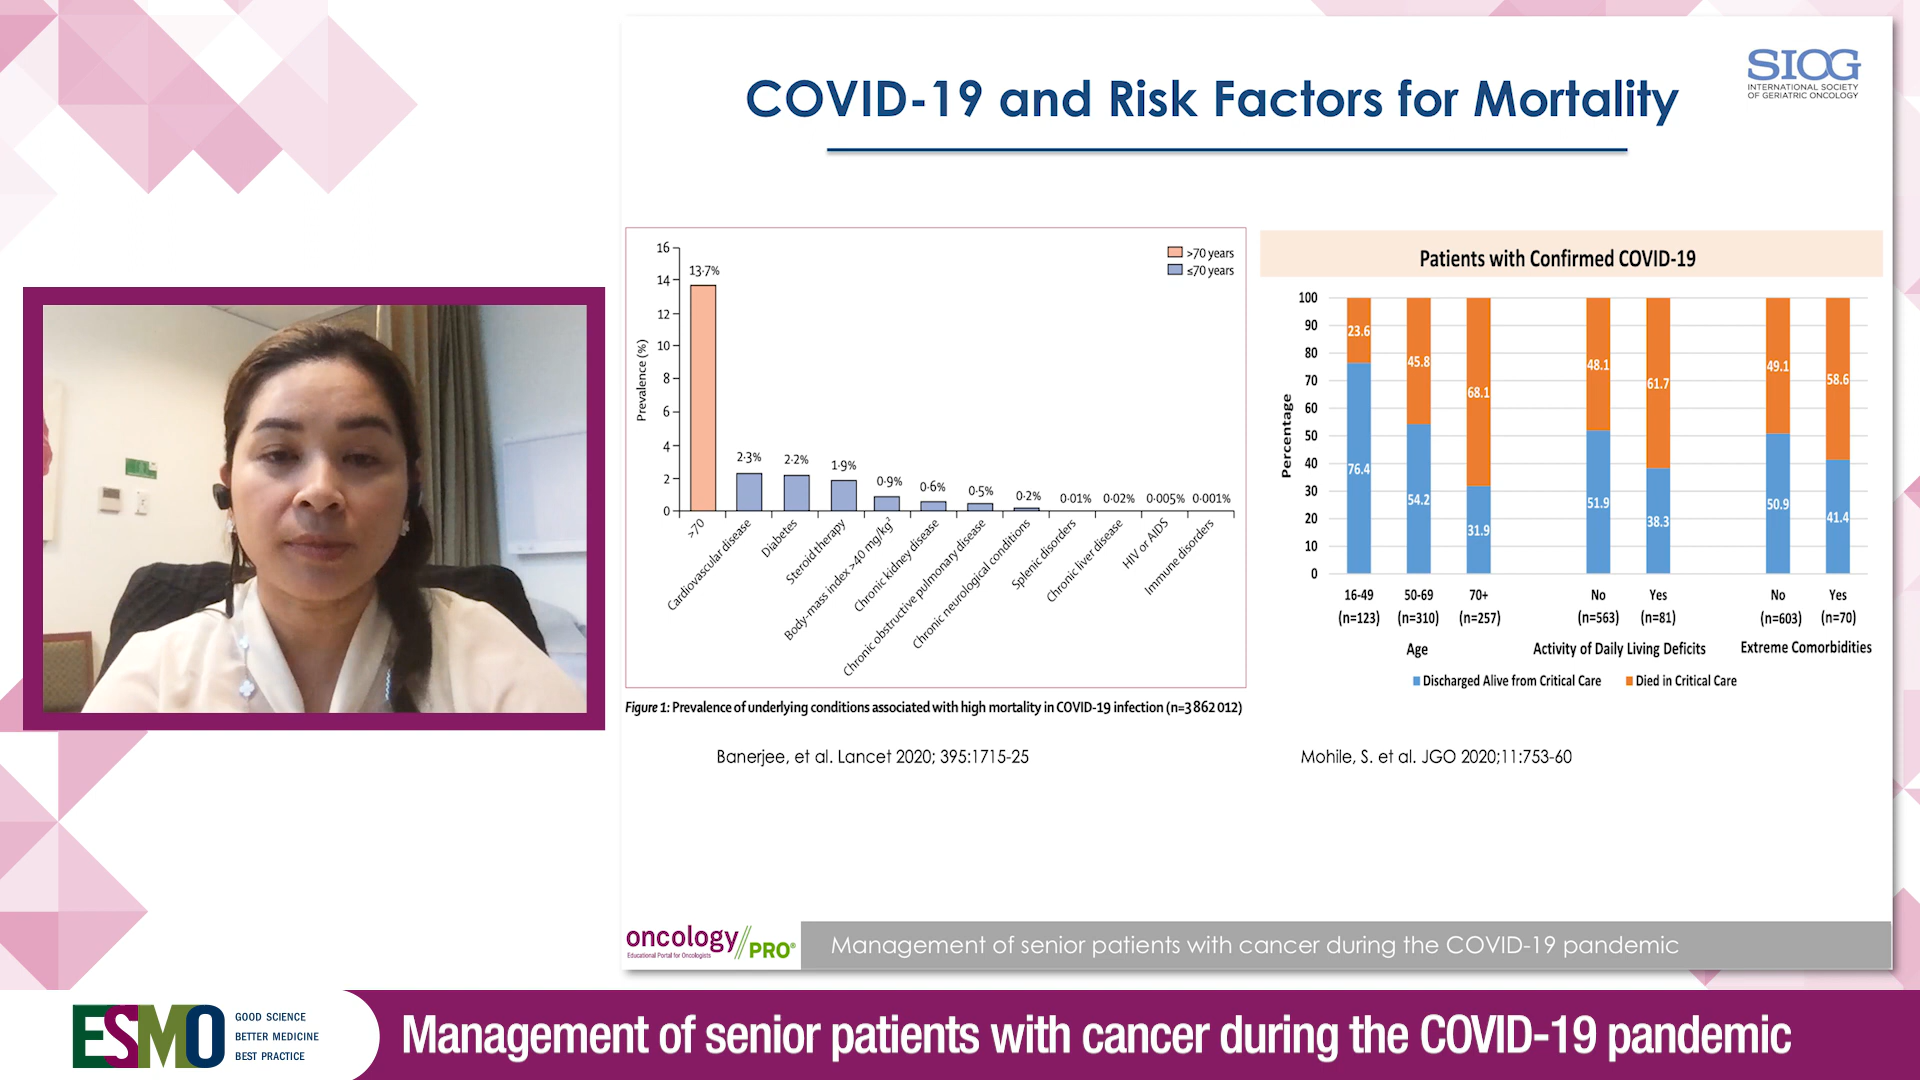 COVID-19 and Risk Factors for Mortality
SIOG
INTERNATIONAL SOCIETY
OF GERIATRIC ONCOLOGY
16
14
12
10
8
6
4
2
0
Prevalence (%)
13·7%
2·3%
2·2%
1·9%
0·9%
0·6%
0·5%
0·2%
0·01%
0·02%
0·005%
0·001%
>70 years
≤70 years
>70
Cardiovascular disease
Diabetes
Steroid therapy
Body-mass index >40 mg/kg²
Chronic kidney disease
Chronic obstructive pulmonary disease
Chronic neurological conditions
Splenic disorders
Chronic liver disease
HIV or AIDS
Immune disorders
Figure 1: Prevalence of underlying conditions associated with high mortality in COVID-19 infection (n=3 862 012)
Banerjee, et al. Lancet 2020; 395:1715-25
Patients with Confirmed COVID-19
100
90
80
70
60
50
40
30
20
10
0
Percentage
23.6
45.8
68.1
48.1
61.7
49.1
58.6
76.4
54.2
31.9
51.9
38.3
50.9
41.4
16-49 50-69 70+ No Yes No Yes
(n=123) (n=310) (n=257) (n=563) (n=81) (n=603) (n=70)
Age Activity of Daily Living Deficits Extreme Comorbidities
Discharged Alive from Critical Care Died in Critical Care
Mohile, S. et al. JGO 2020;11:753-60
oncology//PRO®
Educational Portal for Oncologists
Management of senior patients with cancer during the COVID-19 pandemic
ESMO
GOOD SCIENCE
BETTER MEDICINE
BEST PRACTICE
Management of senior patients with cancer during the COVID-19 pandemic